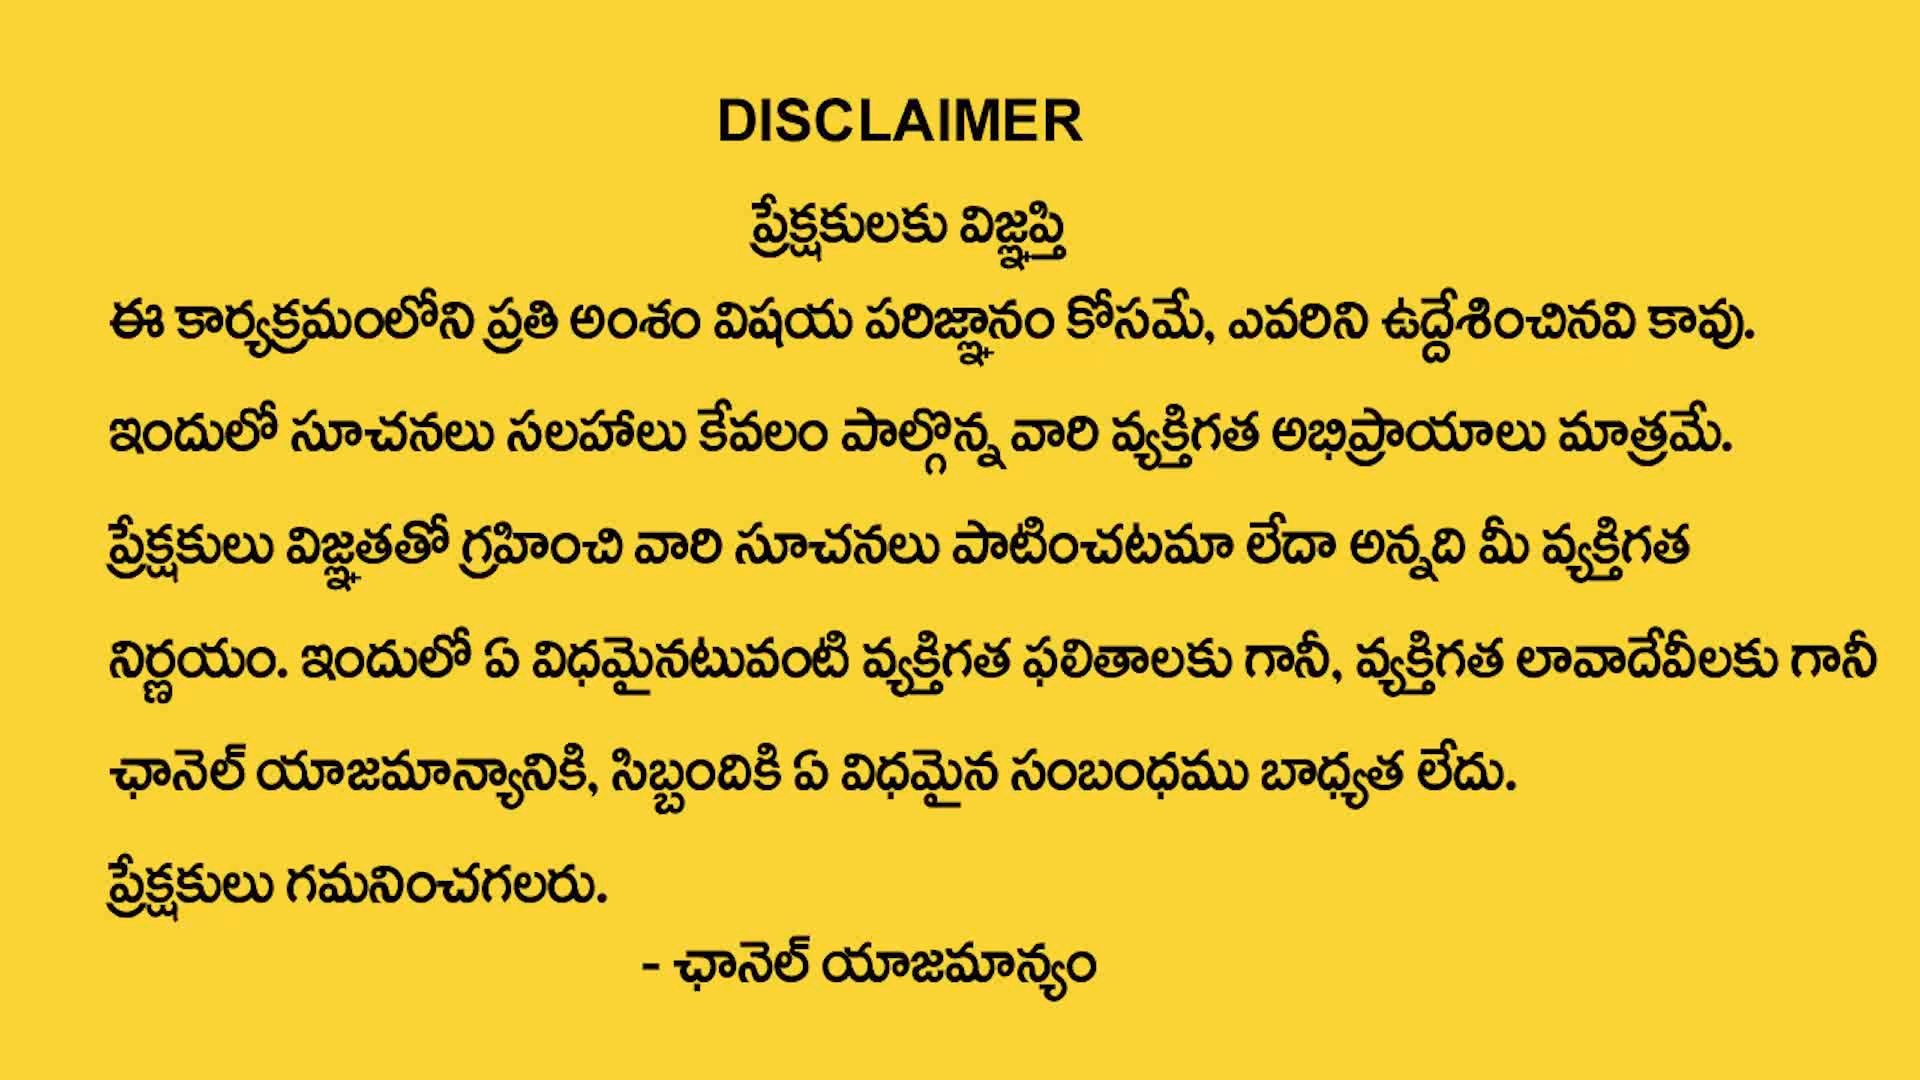 DISCLAIMER
ప్రేక్షకులకు విజ్ఞప్తి
ఈ కార్యక్రమంలోని ప్రతి అంశం విషయ పరిజ్ఞానం కోసమే, ఎవరిని ఉద్దేశించినవి కావు.
ఇందులో సూచనలు సలహాలు కేవలం పాల్గొన్న వారి వ్యక్తిగత అభిప్రాయాలు మాత్రమే.
ప్రేక్షకులు విజ్ఞతతో గ్రహించి వారి సూచనలు పాటించటమా లేదా అన్నది మీ వ్యక్తిగత
నిర్ణయం. ఇందులో ఏ విధమైనటువంటి వ్యక్తిగత ఫలితాలకు గానీ, వ్యక్తిగత లావాదేవీలకు గానీ
ఛానెల్ యాజమాన్యానికి, సిబ్బందికి ఏ విధమైన సంబంధము బాధ్యత లేదు.
ప్రేక్షకులు గమనించగలరు.
- ఛానెల్ యాజమాన్యం